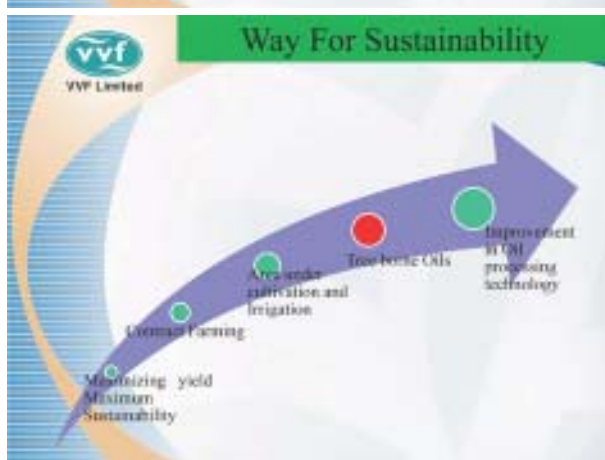 Way For Sustainability
vvf
VVF Limited
Improvement
in Oil
processing
technology
Tree borne Oils
Area under
cultivation and
Irrigation
Contract Farming
Maximizing yield
Maximum
Sustainability